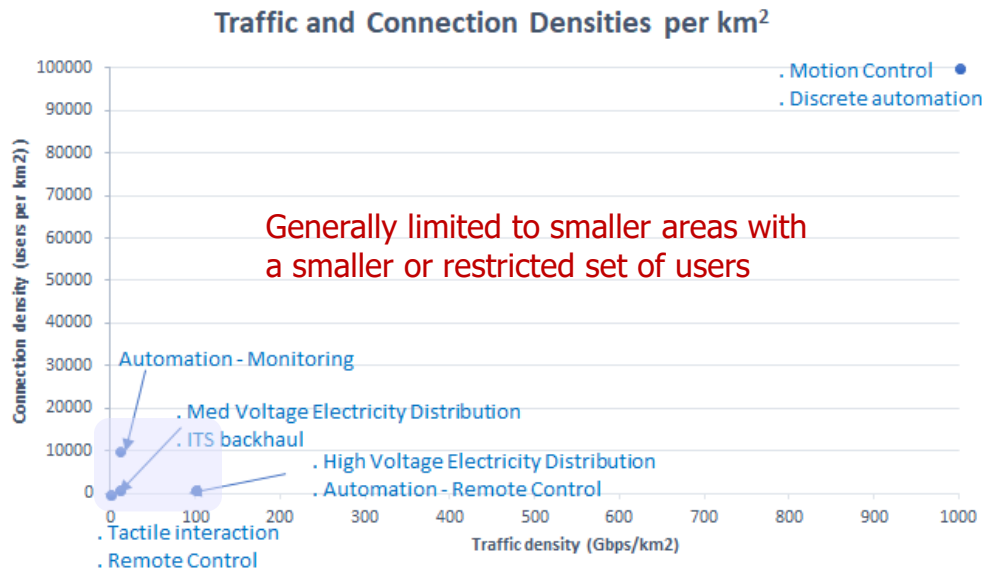 Traffic and Connection Densities per km²
Connection density (users per km2))
100000
90000
80000
70000
60000
50000
40000
30000
20000
10000
0
. Motion Control
. Discrete automation
Generally limited to smaller areas with
a smaller or restricted set of users
Automation - Monitoring
. Med Voltage Electricity Distribution
. ITS backhaul
. High Voltage Electricity Distribution
. Automation - Remote Control
0 100 200 300 400 500 600 700 800 900 1000
. Tactile interaction
. Remote Control
Traffic density (Gbps/km2)